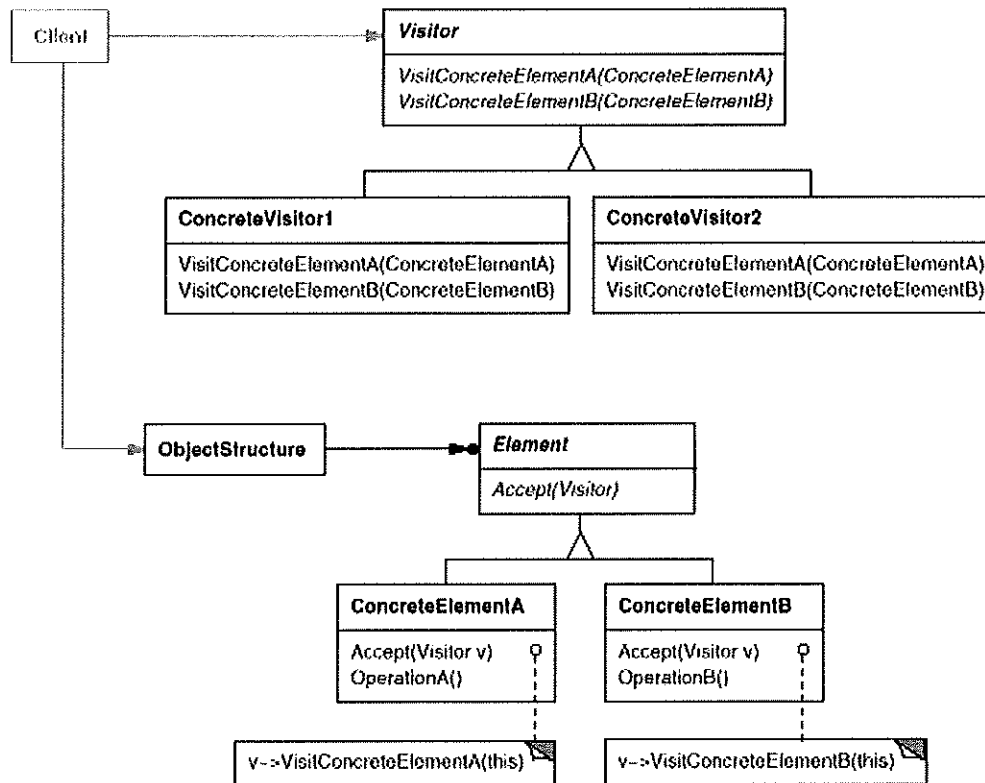 Client
Visitor
VisitConcreteElementA(ConcreteElementA)
VisitConcreteElementB(ConcreteElementB)
ConcreteVisitor1
VisitConcreteElementA(ConcreteElementA)
VisitConcreteElementB(ConcreteElementB)
ConcreteVisitor2
VisitConcreteElementA(ConcreteElementA)
VisitConcreteElementB(ConcreteElementB)
ObjectStructure
Element
Accept(Visitor)
ConcreteElementA
Accept(Visitor v)
OperationA()
ConcreteElementB
Accept(Visitor v)
OperationB()
v->VisitConcreteElementA(this)
v->VisitConcreteElementB(this)